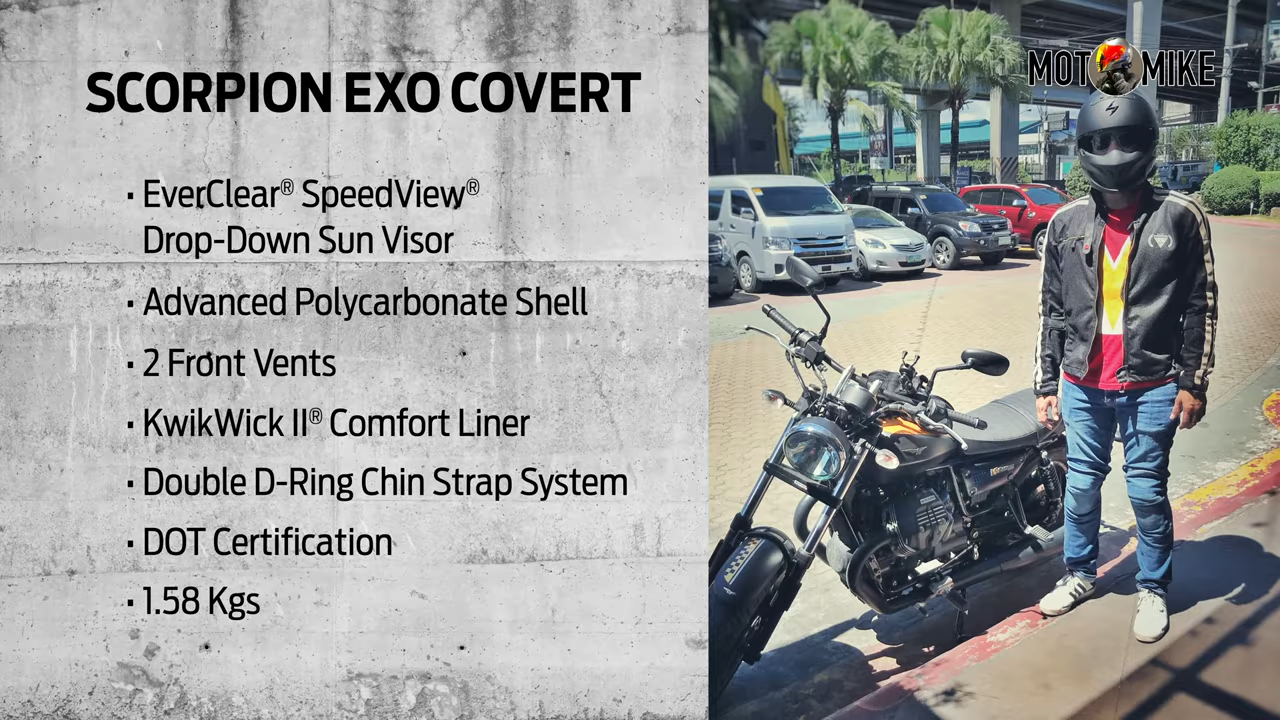 SCORPION EXO COVERT
· EverClear® SpeedView®
Drop-Down Sun Visor
· Advanced Polycarbonate Shell
· 2 Front Vents
· KwikWick II® Comfort Liner
· Double D-Ring Chin Strap System
· DOT Certification
· 1.58 Kgs
MOT MIKE